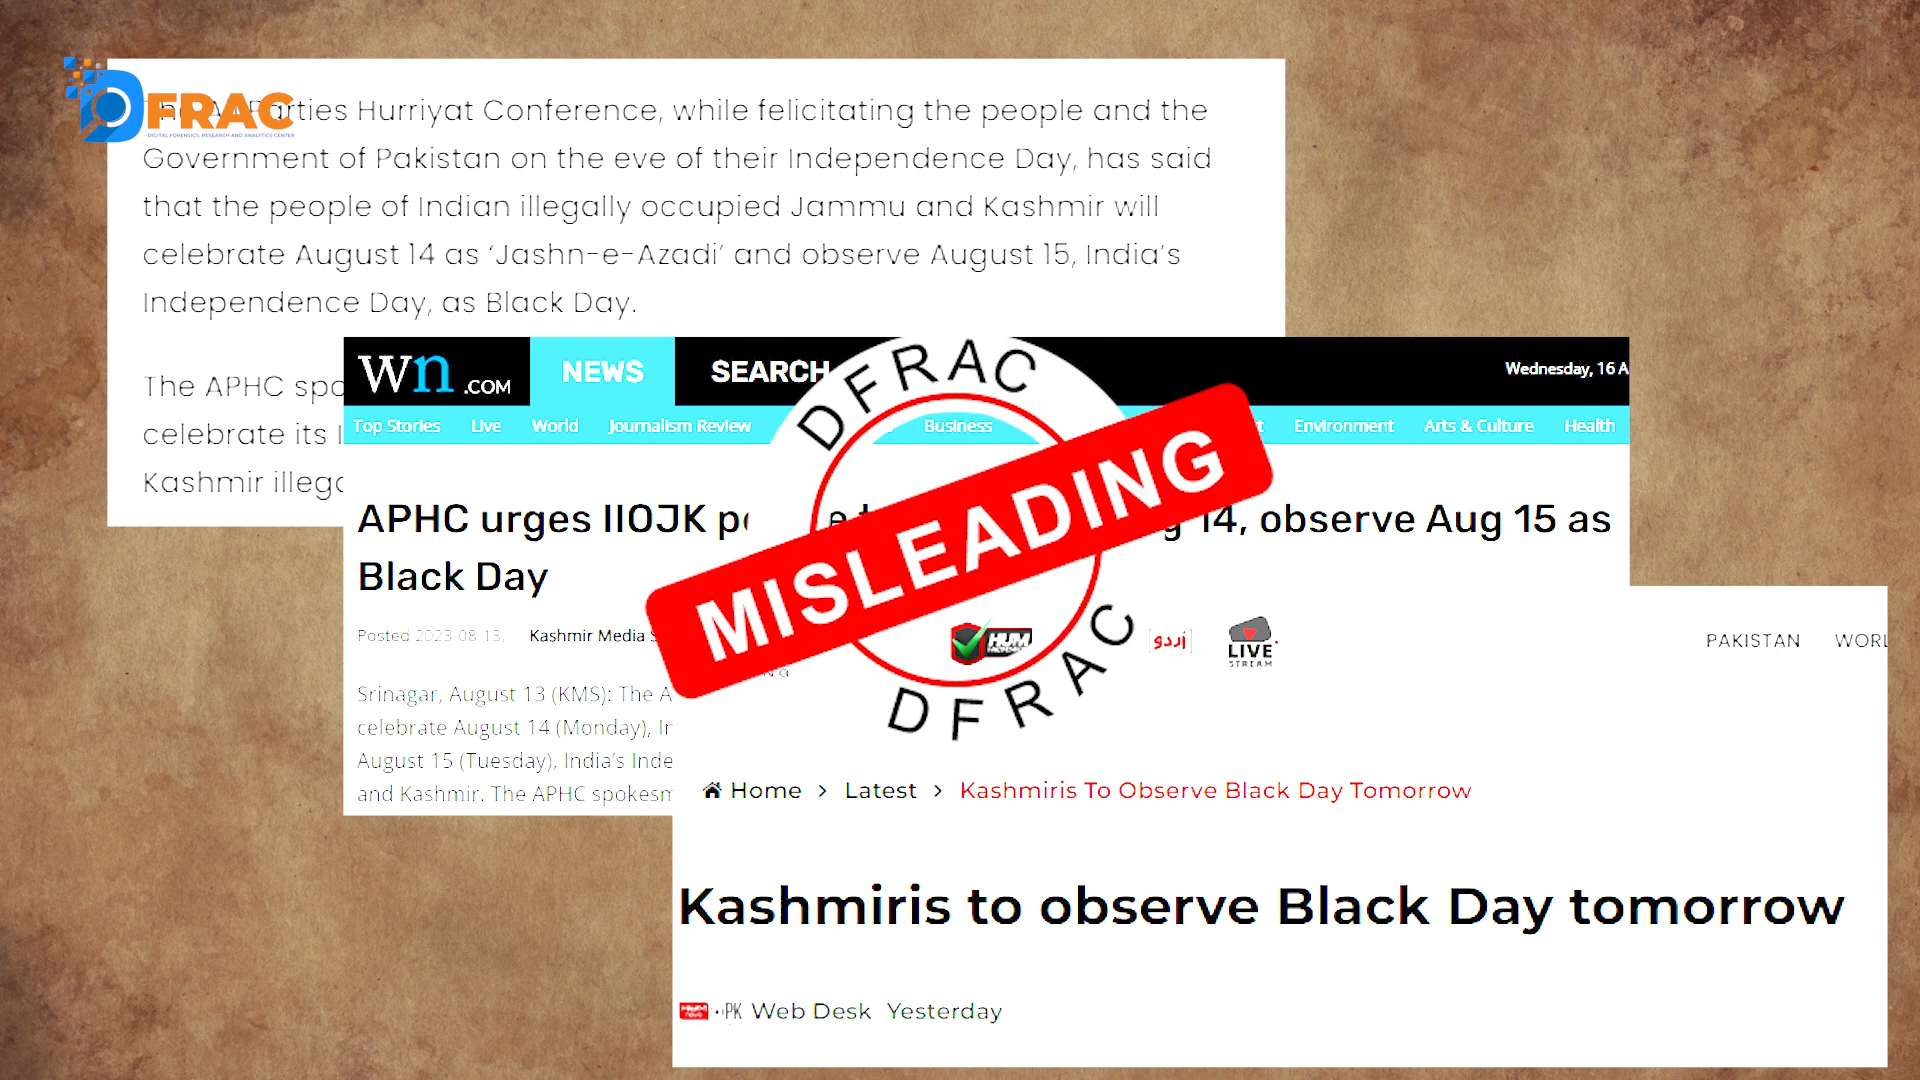 FRAC
DIGITAL FORENSICS, RESEARCH AND ANALYTICS CENTER
Parties Hurriyat Conference, while felicitating the people and the
Government of Pakistan on the eve of their Independence Day, has said
that the people of Indian illegally occupied Jammu and Kashmir will
celebrate August 14 as ‘Jashn-e-Azadi’ and observe August 15, India’s
Independence Day, as Black Day.
The APHC spo
celebrate its
Kashmir illega
wn.com
NEWS
SEARCH
Wednesday, 16 A
Top Stories Live World Journalism Review Business Environment Arts & Culture Health
APHC urges IIOJK pe 14, observe Aug 15 as
Black Day
Posted 2023-08-13, Kashmir Media S
Srinagar, August 13 (KMS): The A
celebrate August 14 (Monday), In
August 15 (Tuesday), India’s Inde
and Kashmir. The APHC spokesm
DFRAC
MISLEADING
DFRAC
HUM
اُردو
LIVE
STREAM
PAKISTAN WORL
Home > Latest > Kashmiris To Observe Black Day Tomorrow
Kashmiris to observe Black Day tomorrow
PK Web Desk Yesterday